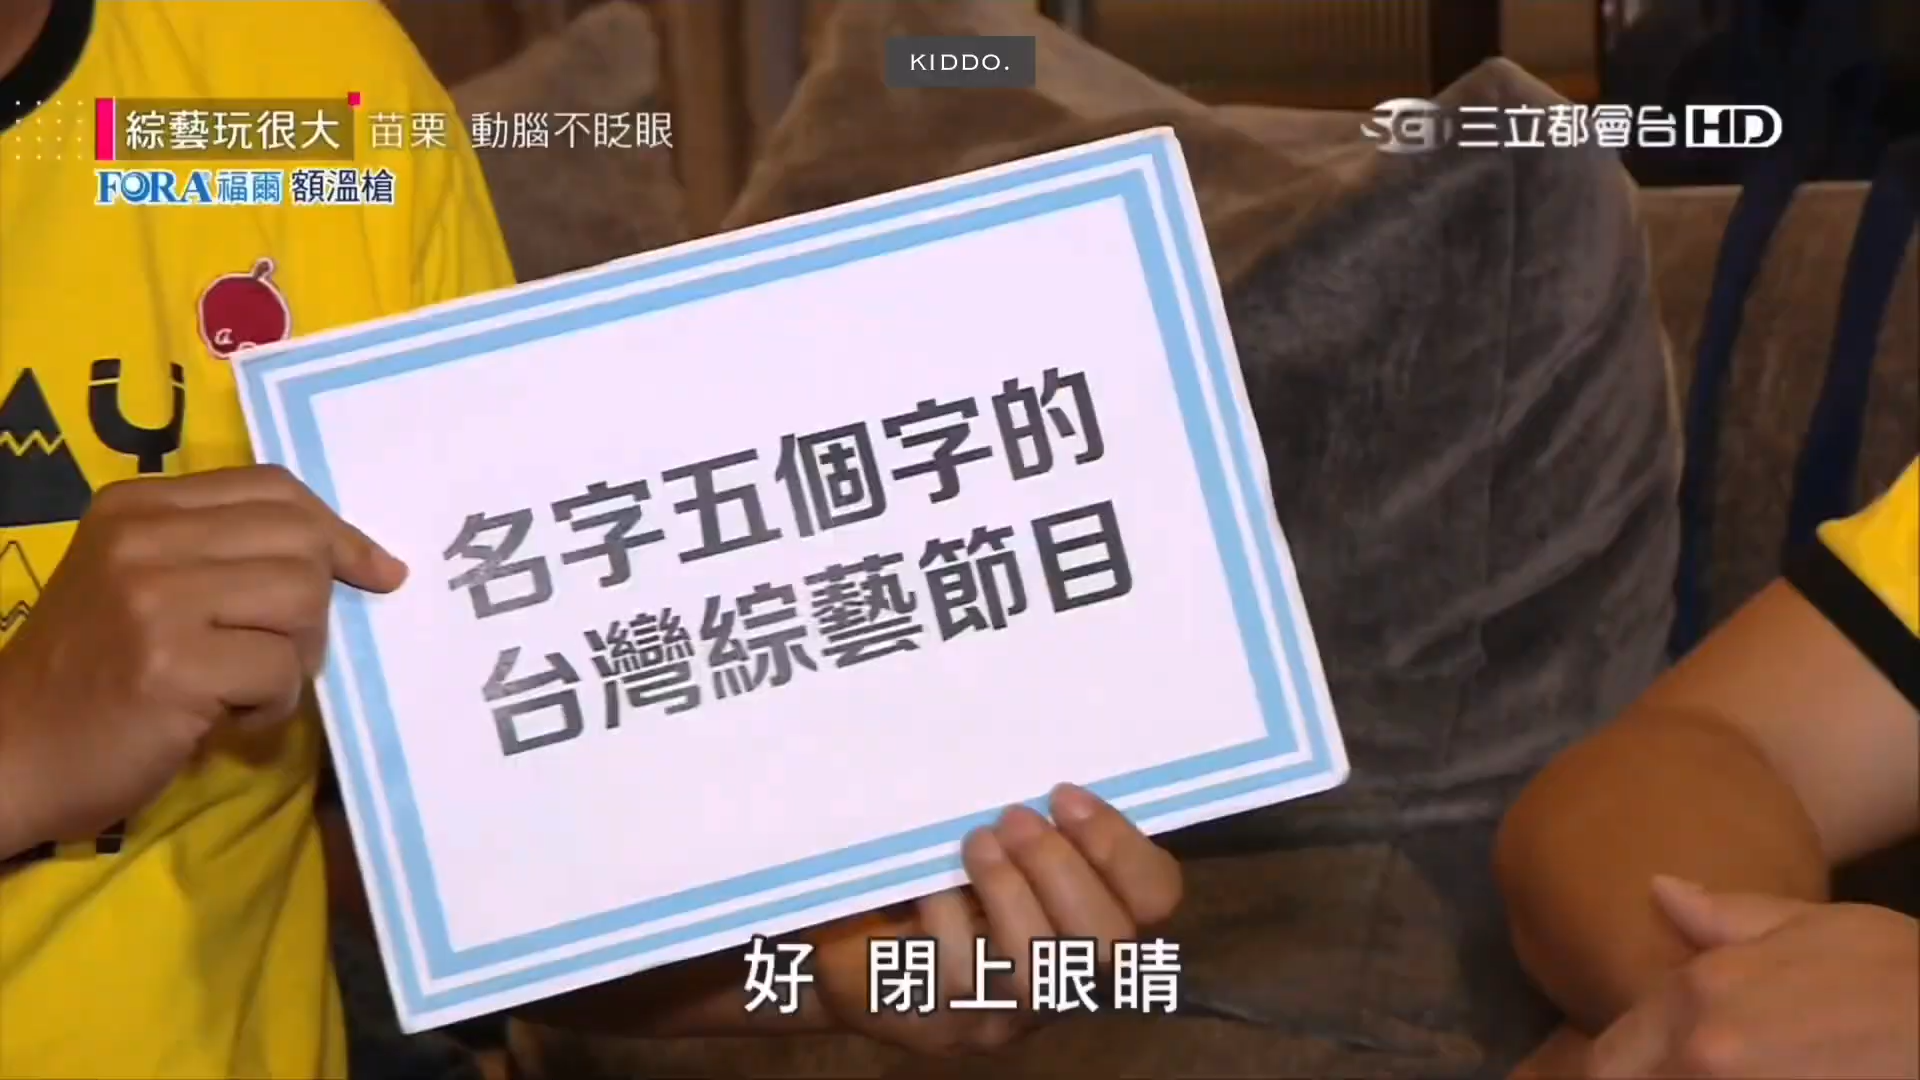 KIDDO.
綜藝玩很大 苗栗 動腦不眨眼
FORA福爾 額溫槍
SET 三立都會台 HD
名字五個字的
台灣綜藝節目
好 閉上眼睛